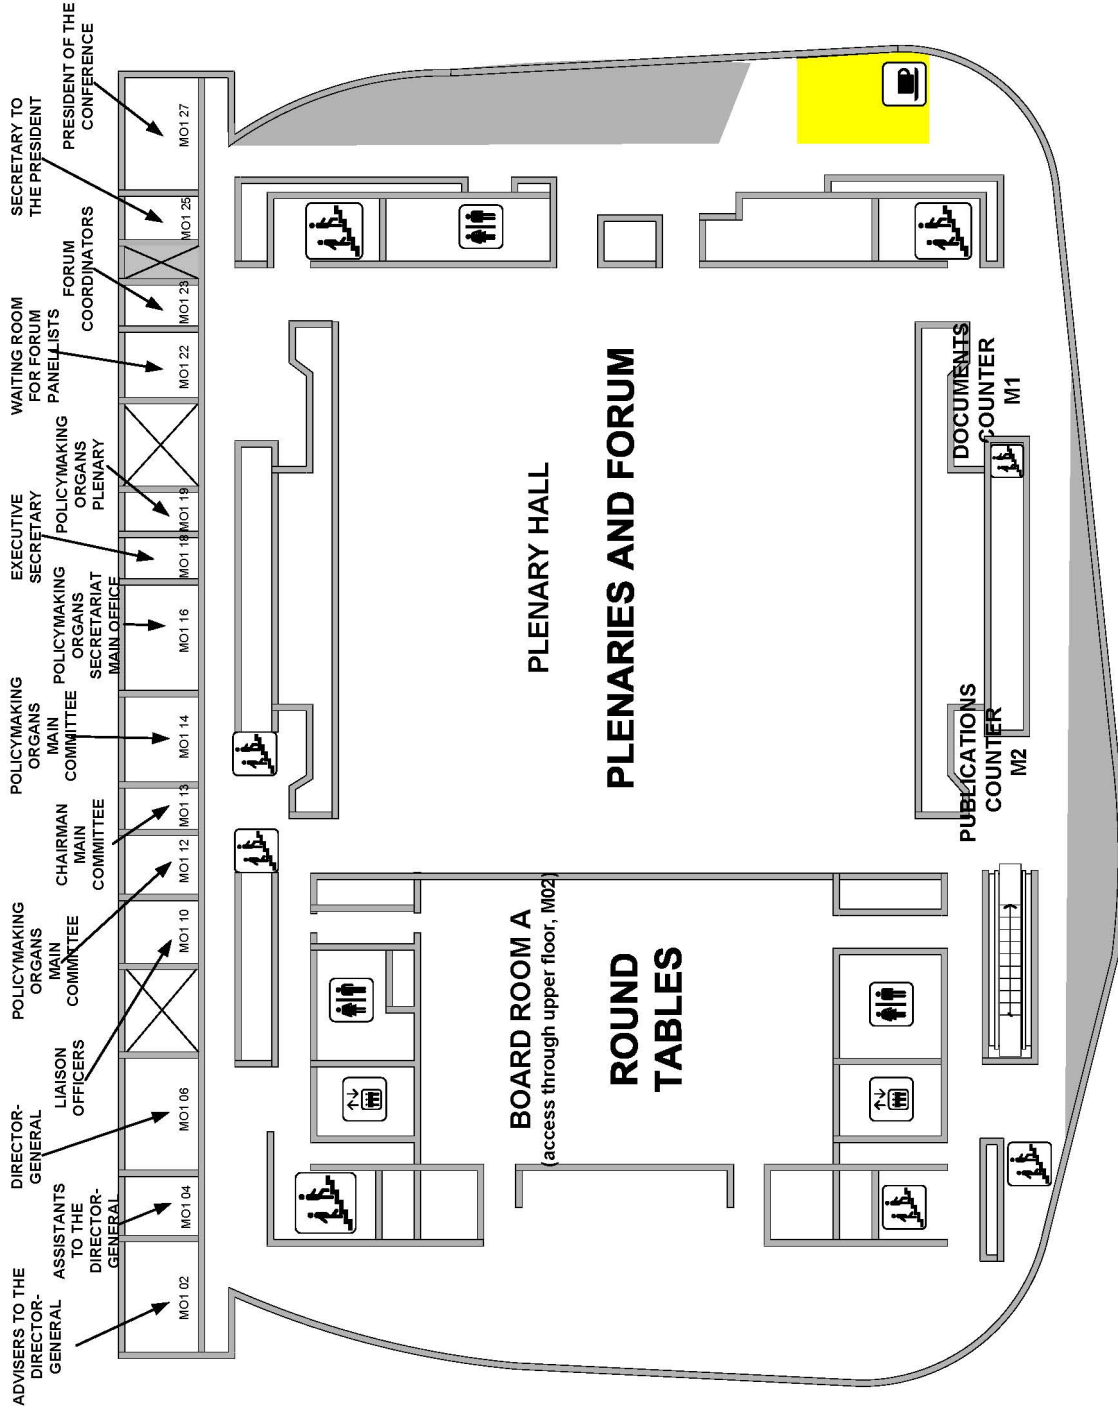 ADVISERS TO THE
DIRECTOR-
GENERAL
ASSISTANTS
TO THE
DIRECTOR-
GENERAL
DIRECTOR-
GENERAL
LIAISON
OFFICERS
POLICYMAKING
ORGANS
MAIN
COMMITTEE
CHAIRMAN
MAIN
COMMITTEE
POLICYMAKING
ORGANS
MAIN
COMMITTEE
POLICYMAKING
ORGANS
SECRETARIAT
MAIN OFFICE
EXECUTIVE
SECRETARY
POLICYMAKING
ORGANS
PLENARY
WAITING ROOM
FOR FORUM
PANELLISTS
FORUM
COORDINATORS
SECRETARY TO
THE PRESIDENT
PRESIDENT OF THE
CONFERENCE
MO1 02
MO1 04
MO1 06
MO1 10
MO1 12
MO1 13
MO1 14
MO1 16
MO1 18
MO1 19
MO1 22
MO1 23
MO1 25
MO1 27
BOARD ROOM A
(access through upper floor, M02)
ROUND
TABLES
PLENARY HALL
PLENARIES AND FORUM
PUBLICATIONS
COUNTER
M2
DOCUMENTS
COUNTER
M1